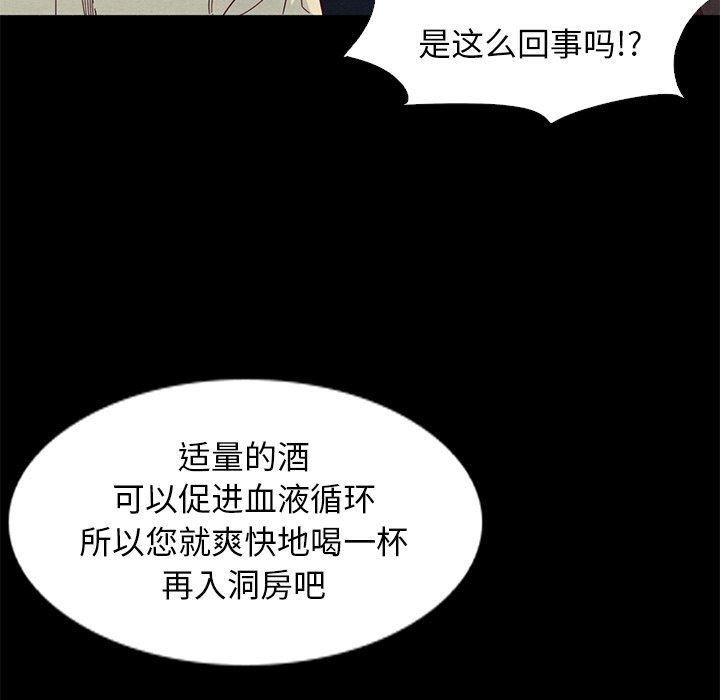 是这么回事吗!?
适量的酒
可以促进血液循环
所以您就爽快地喝一杯
再入洞房吧